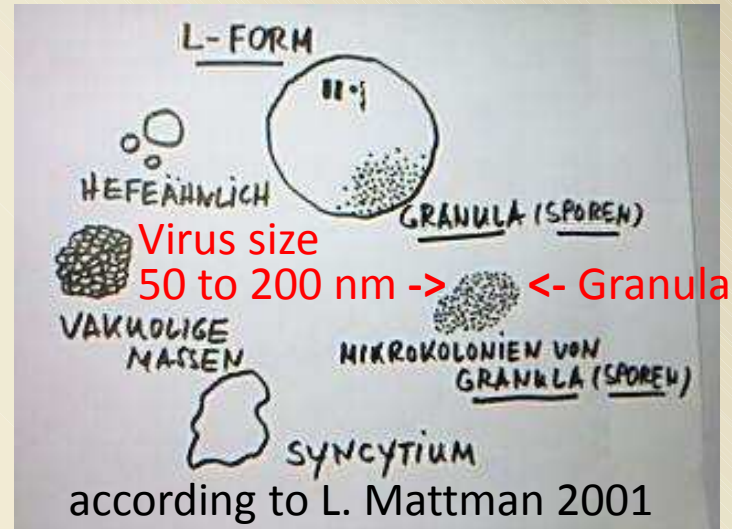 L-FORM
HEFEÄHNLICH
GRANULA (SPOREN)
Virus size
50 to 200 nm -> <- Granula
VAKUOLIGE
MASSEN
MIKROKOLONIEN VON
GRANULA (SPOREN)
SYNCYTIUM
according to L. Mattman 2001